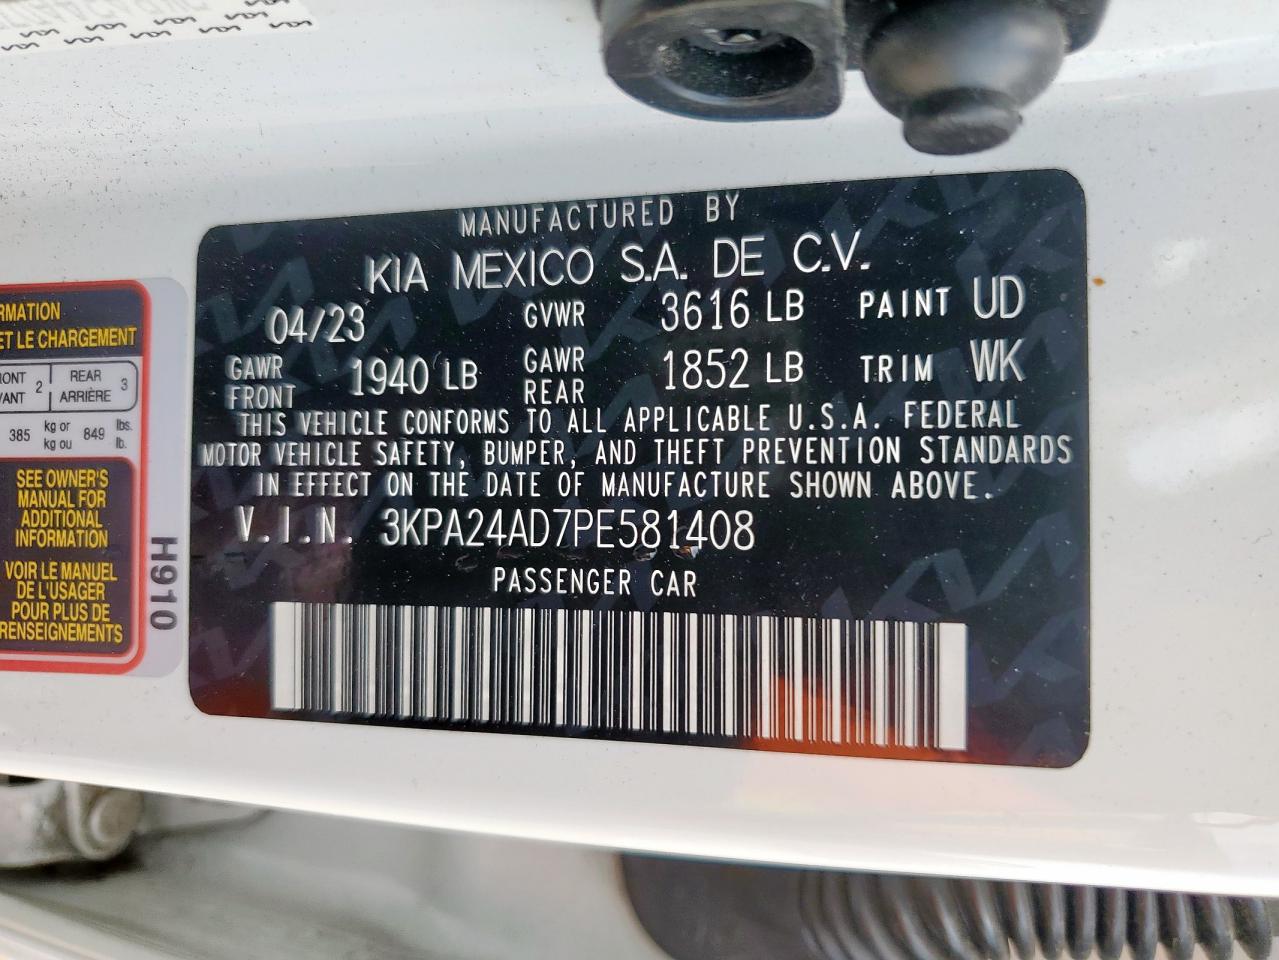 MANUFACTURED BY
KIA MEXICO S.A. DE C.V.
04/23 GVWR 3616 LB PAINT UD
GAWR FRONT 1940 LB GAWR REAR 1852 LB TRIM WK
THIS VEHICLE CONFORMS TO ALL APPLICABLE U.S.A. FEDERAL
MOTOR VEHICLE SAFETY, BUMPER, AND THEFT PREVENTION STANDARDS
IN EFFECT ON THE DATE OF MANUFACTURE SHOWN ABOVE.
V.I.N. 3KPA24AD7PE581408
PASSENGER CAR
ET LE CHARGEMENT
2 REAR 3
ARRIÈRE
385 kg or 849 lbs.
kg ou lb.
SEE OWNER'S
MANUAL FOR
ADDITIONAL
INFORMATION
VOIR LE MANUEL
DE L'USAGER
POUR PLUS DE
RENSEIGNEMENTS
H910